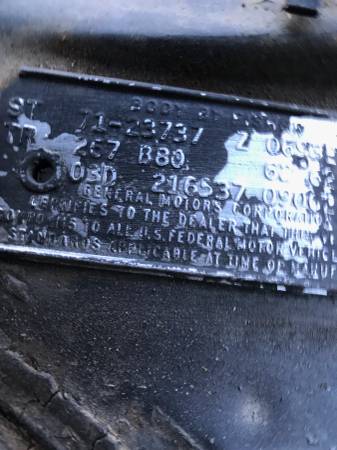 BODY BY
ST 71-23737 Z
TR 267 B80
03D 216537
GENERAL MOTORS CORPORATION
CERTIFIES TO THE DEALER THAT THIS
CONFORMS TO ALL U.S. FEDERAL MOTOR VEHICLE
STANDARDS APPLICABLE AT TIME OF MANUF